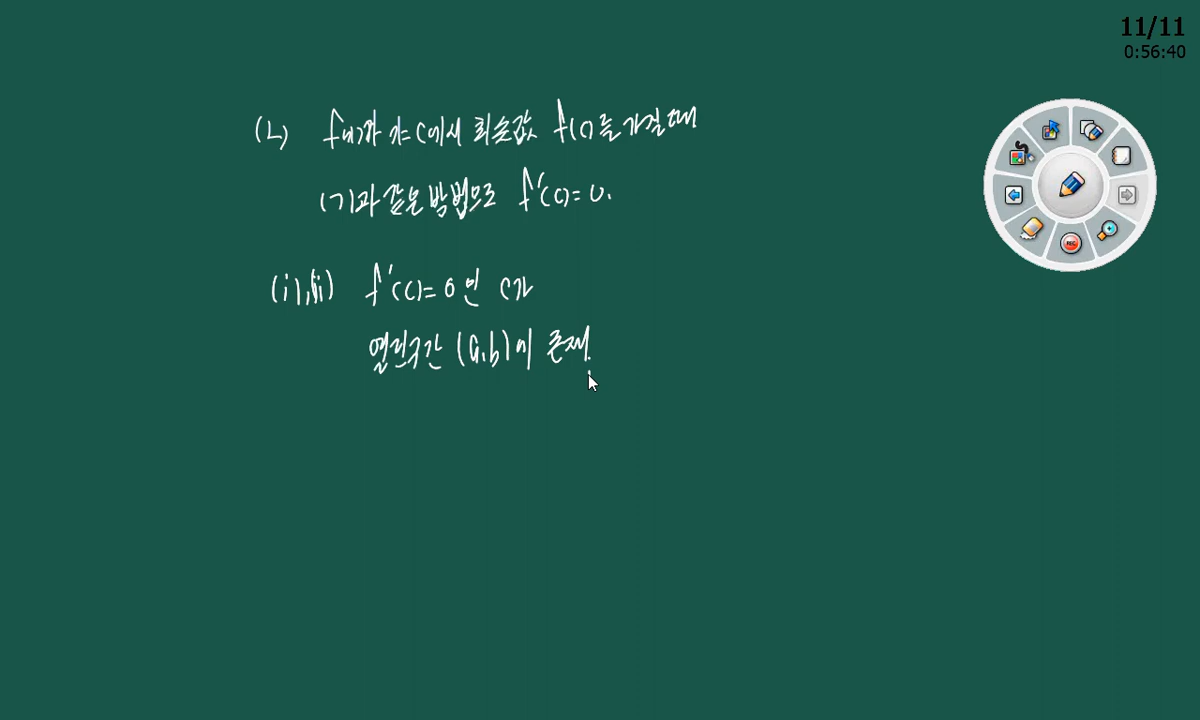 11/11
0:56:40
(ㄴ) f(x)가 x=c에서 최솟값 f(c)를 가질 때
(ㄱ)과 같은 방법으로 f'(c)=0.
(i),(ii) f'(c)=0 인 c가
열린구간 (a,b)에 존재.
REC